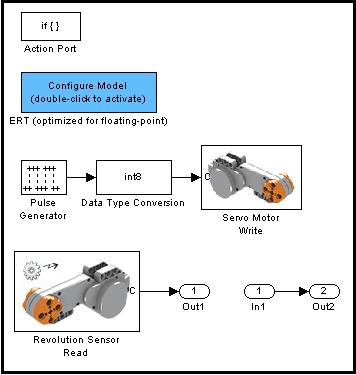 if { }
Action Port
Configure Model
(double-click to activate)
ERT (optimized for floating-point)
Pulse
Generator
int8
Data Type Conversion
C
Servo Motor
Write
C
Revolution Sensor
Read
1
Out1
1
In1
2
Out2